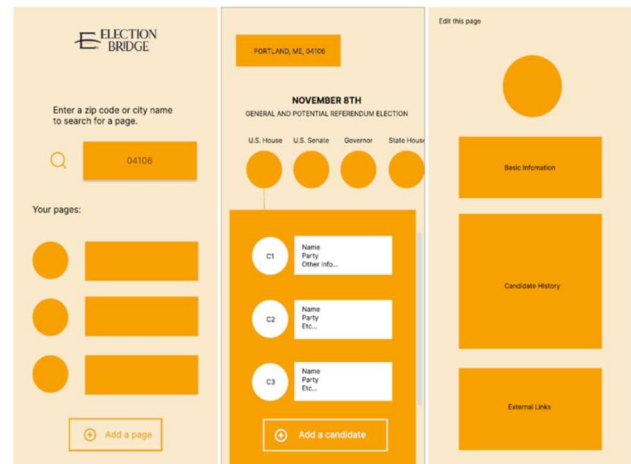 ELECTION
BRIDGE
Enter a zip code or city name
to search for a page.
04106
Your pages:
Add a page
PORTLAND, ME, 04106
NOVEMBER 8TH
GENERAL AND POTENTIAL REFERENDUM ELECTION
U.S. House U.S. Senate Governor State House
C1
Name
Party
Other info...
C2
Name
Party
Etc...
C3
Name
Party
Etc...
Add a candidate
Edit this page
Basic Infomation
Candidate History
External Links